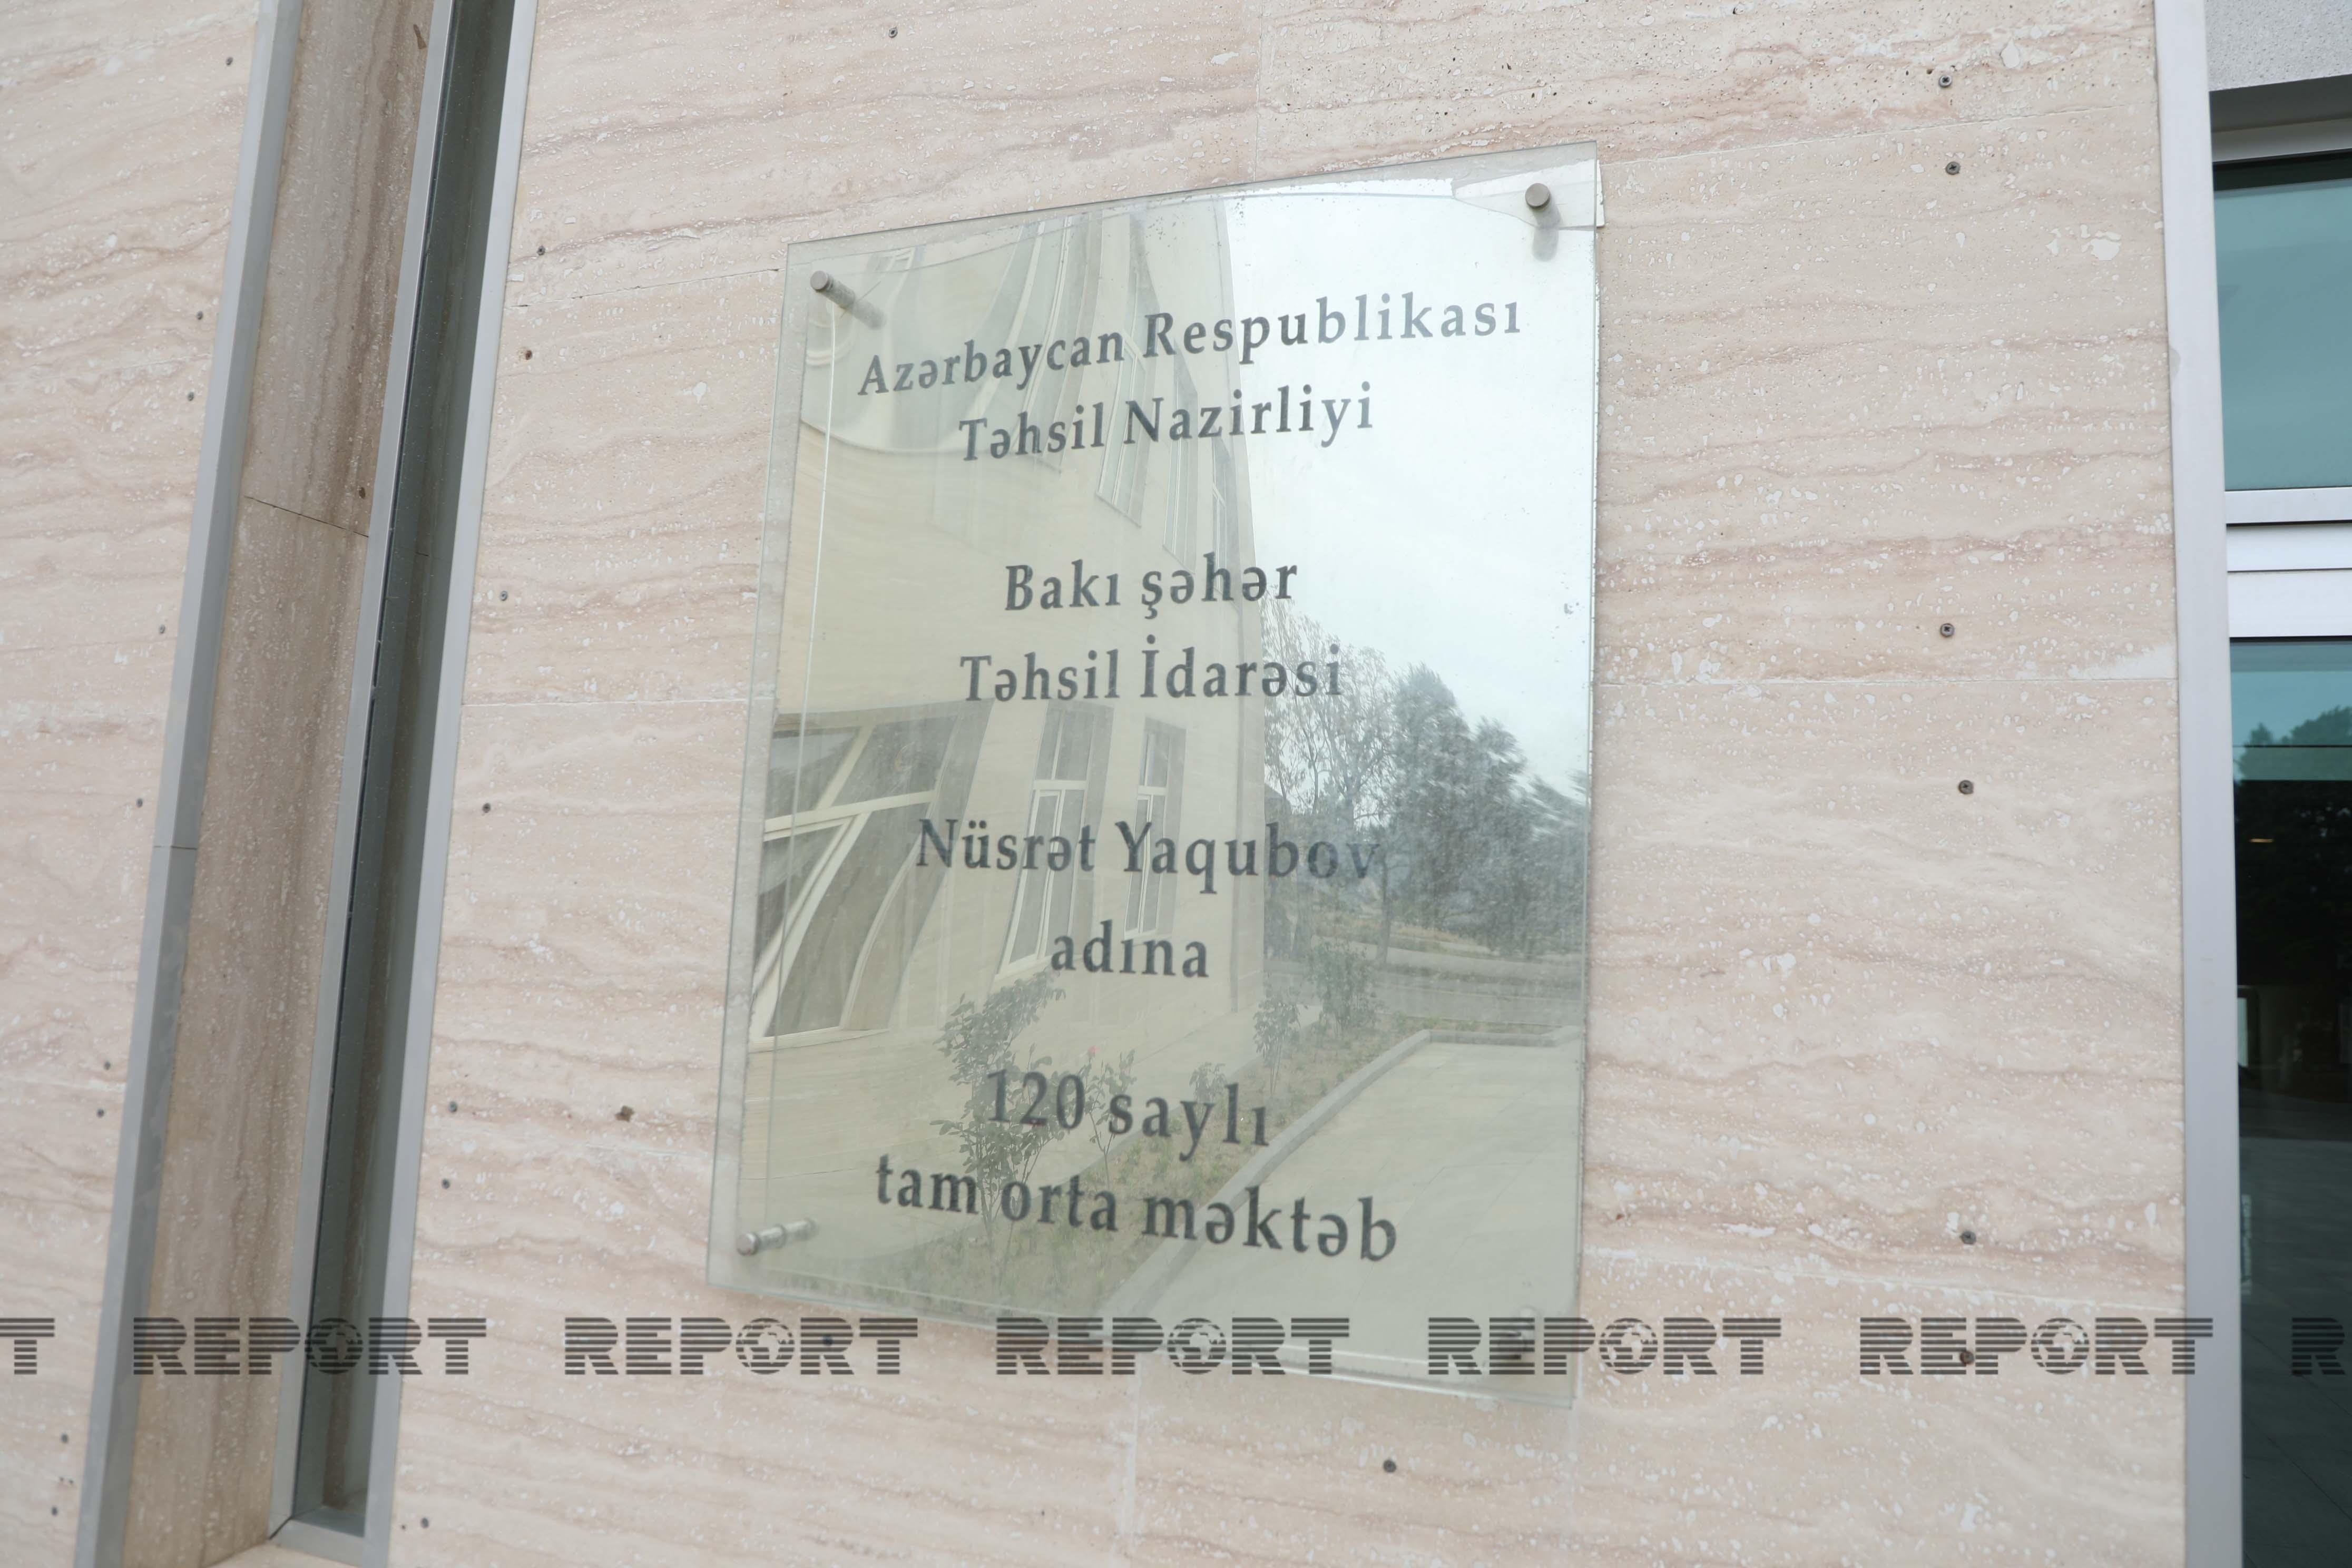 Azərbaycan Respublikası
Təhsil Nazirliyi
Bakı şəhər
Təhsil İdarəsi
Nüsrət Yaqubov
adına
120 saylı
tam orta məktəb
T REPORT REPORT REPORT REPORT REPORT R